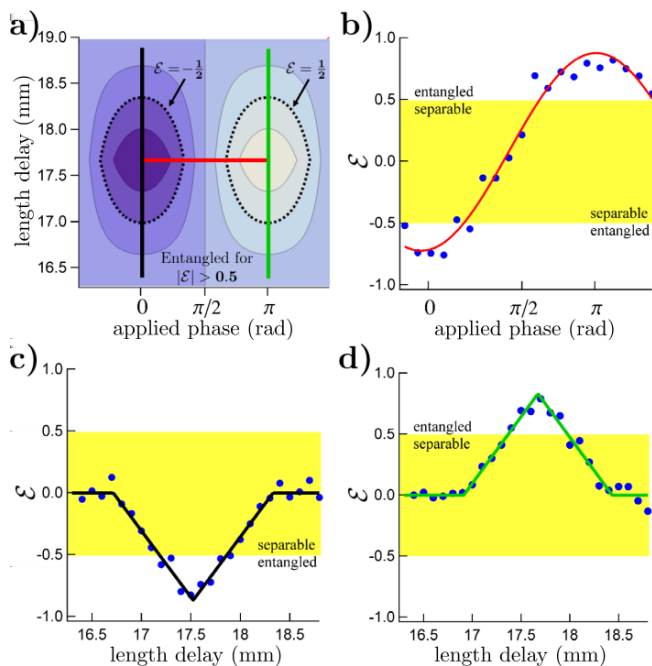 a)
19.0
18.5
18.0
17.5
17.0
16.5
length delay (mm)
ℰ = −1/2
ℰ = 1/2
Entangled for
|ℰ| > 0.5
0
π/2
π
applied phase (rad)
b)
1.0
0.5
0.0
-0.5
-1.0
ℰ
entangled
separable
separable
entangled
0
π/2
π
applied phase (rad)
c)
1.0
0.5
0.0
-0.5
-1.0
ℰ
separable
entangled
16.5
17
17.5
18
18.5
length delay (mm)
d)
1.0
0.5
0.0
-0.5
-1.0
ℰ
entangled
separable
16.5
17
17.5
18
18.5
length delay (mm)